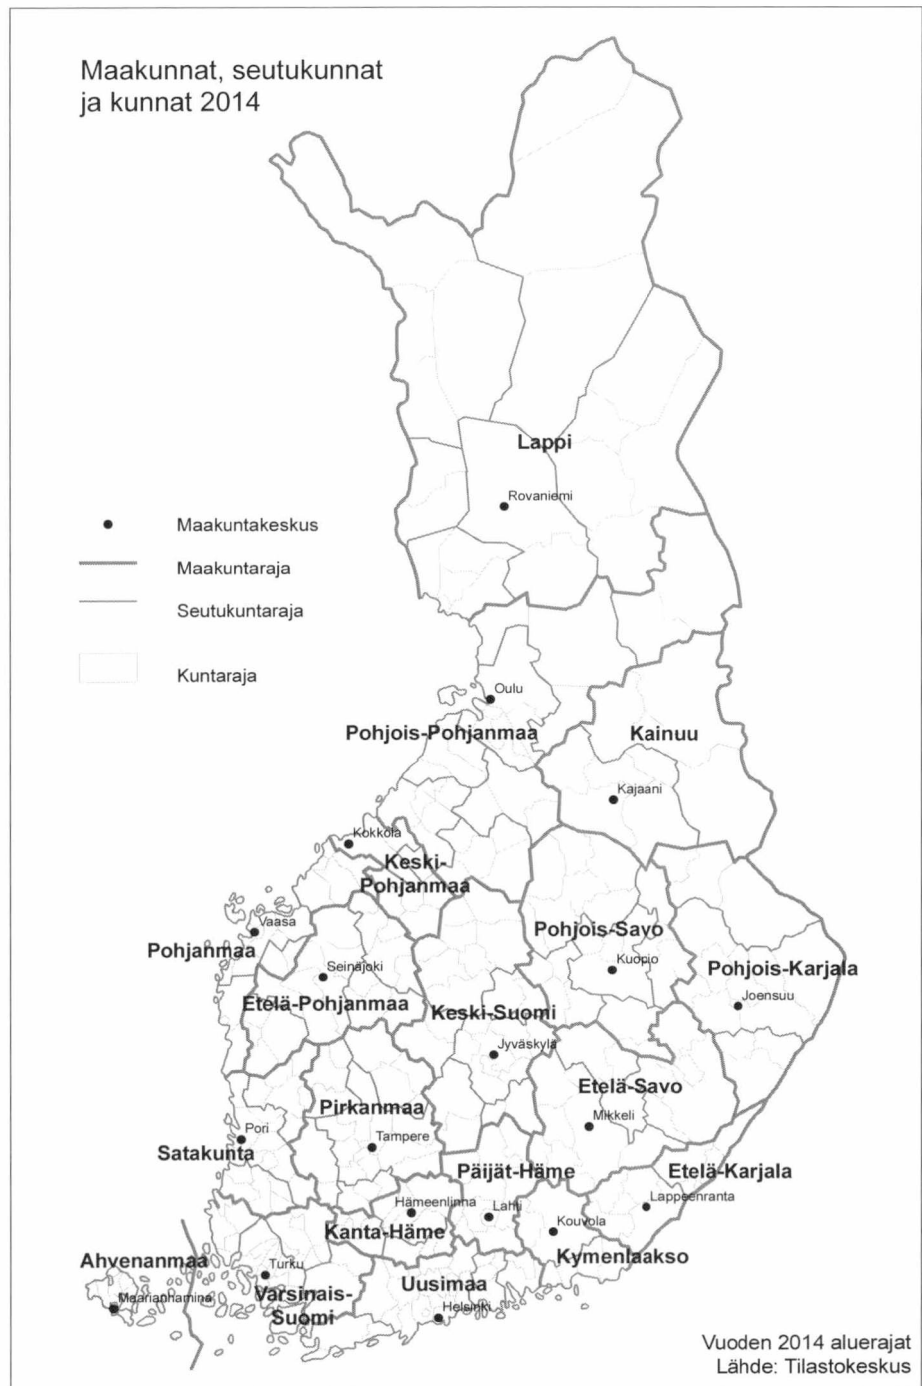 Maakunnat, seutukunnat
ja kunnat 2014
Lappi
Rovaniemi
Maakuntakeskus
Maakuntaraja
Seutukuntaraja
Kuntaraja
Oulu
Pohjois-Pohjanmaa
Kainuu
Kajaani
Kokkola
Keski-
Pohjanmaa
Vaasa
Pohjanmaa
Pohjois-Savo
Kuopio
Pohjois-Karjala
Seinäjoki
Etelä-Pohjanmaa
Joensuu
Keski-Suomi
Jyväskylä
Etelä-Savo
Mikkeli
Pirkanmaa
Pori
Tampere
Satakunta
Päijät-Häme
Etelä-Karjala
Lappeenranta
Hämeenlinna
Lahti
Kanta-Häme
Kouvola
Kymenlaakso
Ahvenanmaa
Maarianhamina
Turku
Varsinais-
Suomi
Uusimaa
Helsinki
Vuoden 2014 aluerajat
Lähde: Tilastokeskus